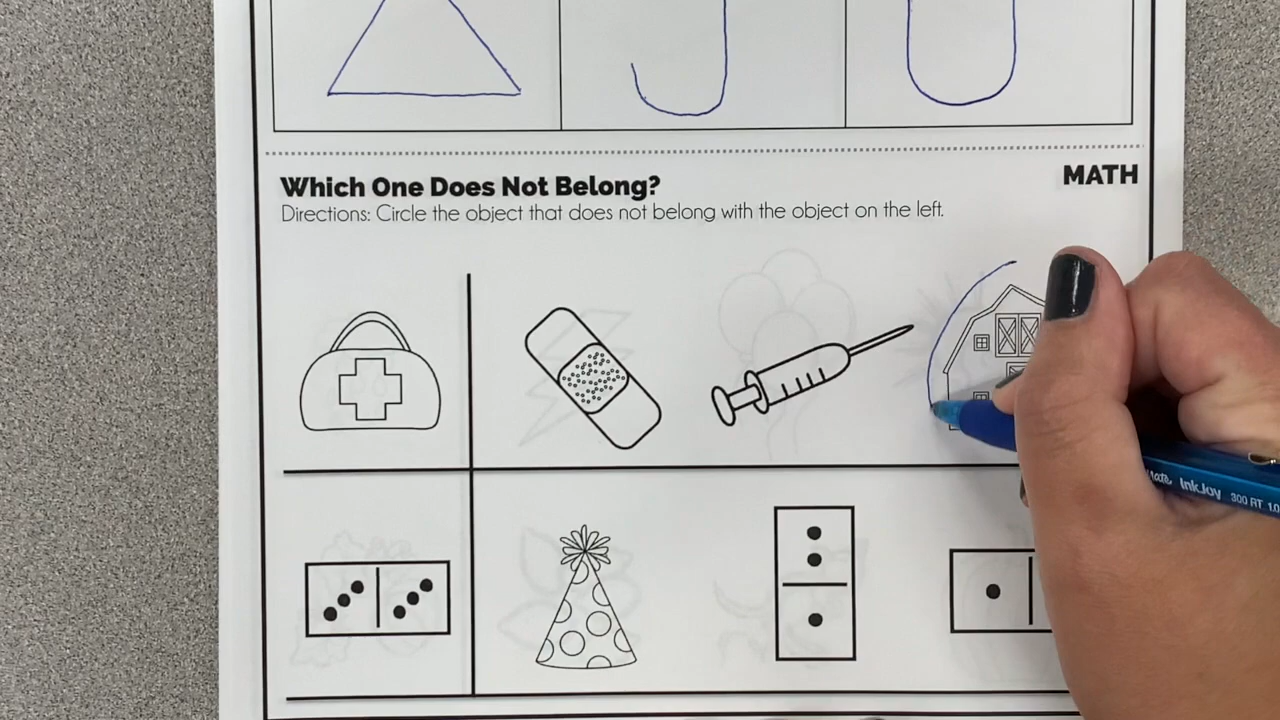 Which One Does Not Belong?
MATH
Directions: Circle the object that does not belong with the object on the left.
Mate InkJoy 300 RT 1.0